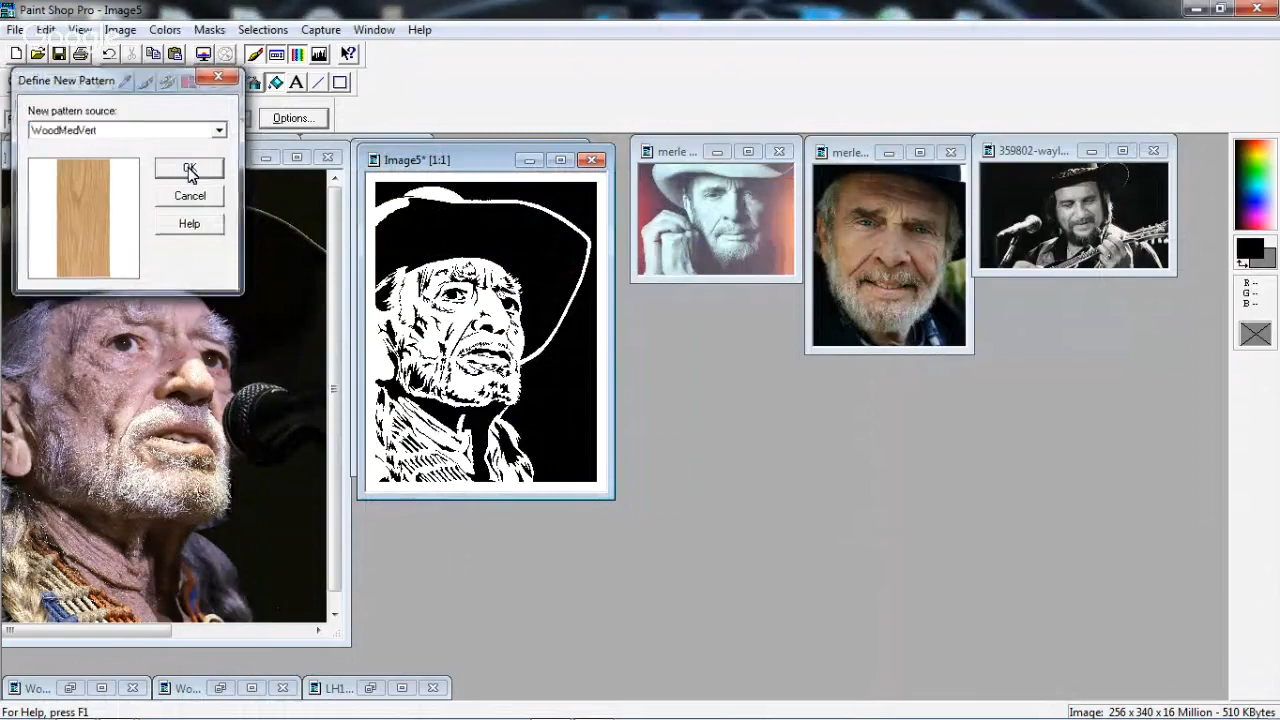 Paint Shop Pro - Image5
File Edit View Image Colors Masks Selections Capture Window Help
Define New Pattern
New pattern source:
WoodMedVert
OK
Cancel
Help
Options...
Image5* [1:1]
merle ...
merle...
359802-wayl...
R --
G --
B --
Wo...
Wo...
LH1...
For Help, press F1
Image: 256 x 340 x 16 Million - 510 KBytes